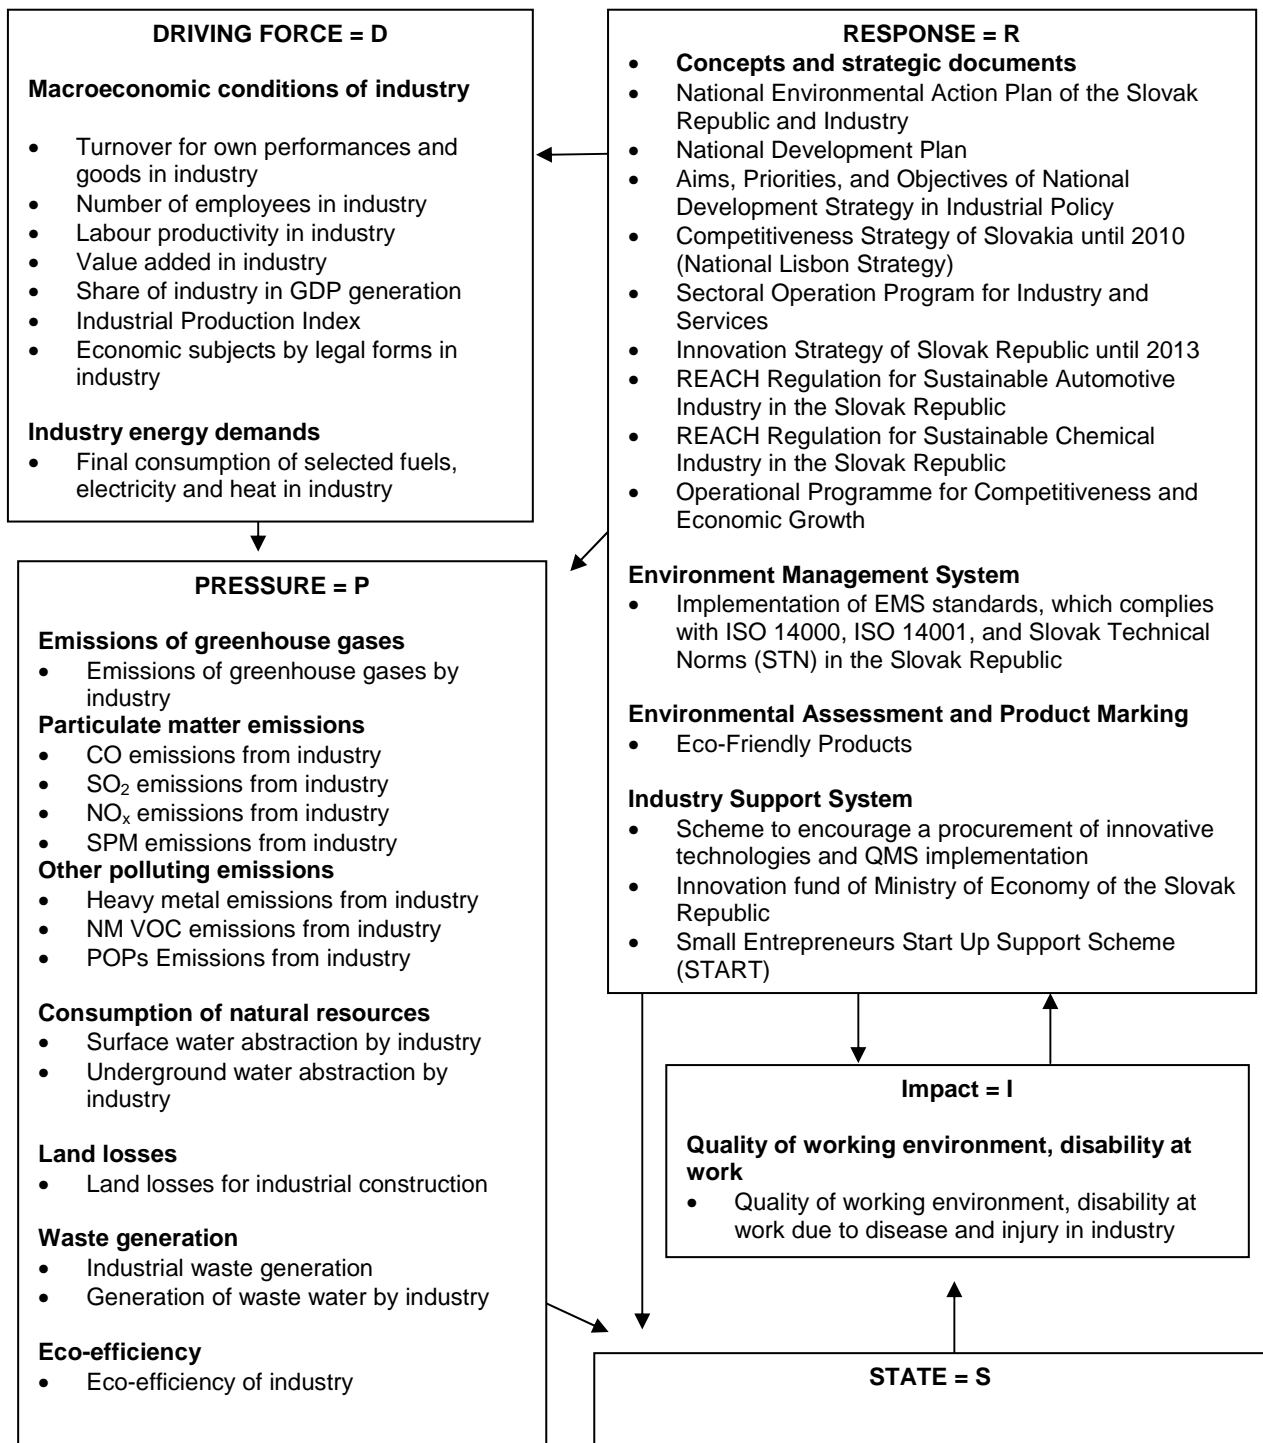 DRIVING FORCE = D
Macroeconomic conditions of industry
• Turnover for own performances and
goods in industry
• Number of employees in industry
• Labour productivity in industry
• Value added in industry
• Share of industry in GDP generation
• Industrial Production Index
• Economic subjects by legal forms in
industry
Industry energy demands
• Final consumption of selected fuels,
electricity and heat in industry
PRESSURE = P
Emissions of greenhouse gases
• Emissions of greenhouse gases by
industry
Particulate matter emissions
• CO emissions from industry
• SO₂ emissions from industry
• NOₓ emissions from industry
• SPM emissions from industry
Other polluting emissions
• Heavy metal emissions from industry
• NM VOC emissions from industry
• POPs Emissions from industry
Consumption of natural resources
• Surface water abstraction by industry
• Underground water abstraction by
industry
Land losses
• Land losses for industrial construction
Waste generation
• Industrial waste generation
• Generation of waste water by industry
Eco-efficiency
• Eco-efficiency of industry
RESPONSE = R
• Concepts and strategic documents
• National Environmental Action Plan of the Slovak
Republic and Industry
• National Development Plan
• Aims, Priorities, and Objectives of National
Development Strategy in Industrial Policy
• Competitiveness Strategy of Slovakia until 2010
(National Lisbon Strategy)
• Sectoral Operation Program for Industry and
Services
• Innovation Strategy of Slovak Republic until 2013
• REACH Regulation for Sustainable Automotive
Industry in the Slovak Republic
• REACH Regulation for Sustainable Chemical
Industry in the Slovak Republic
• Operational Programme for Competitiveness and
Economic Growth
Environment Management System
• Implementation of EMS standards, which complies
with ISO 14000, ISO 14001, and Slovak Technical
Norms (STN) in the Slovak Republic
Environmental Assessment and Product Marking
• Eco-Friendly Products
Industry Support System
• Scheme to encourage a procurement of innovative
technologies and QMS implementation
• Innovation fund of Ministry of Economy of the Slovak
Republic
• Small Entrepreneurs Start Up Support Scheme
(START)
Impact = I
Quality of working environment, disability at
work
• Quality of working environment, disability at
work due to disease and injury in industry
STATE = S